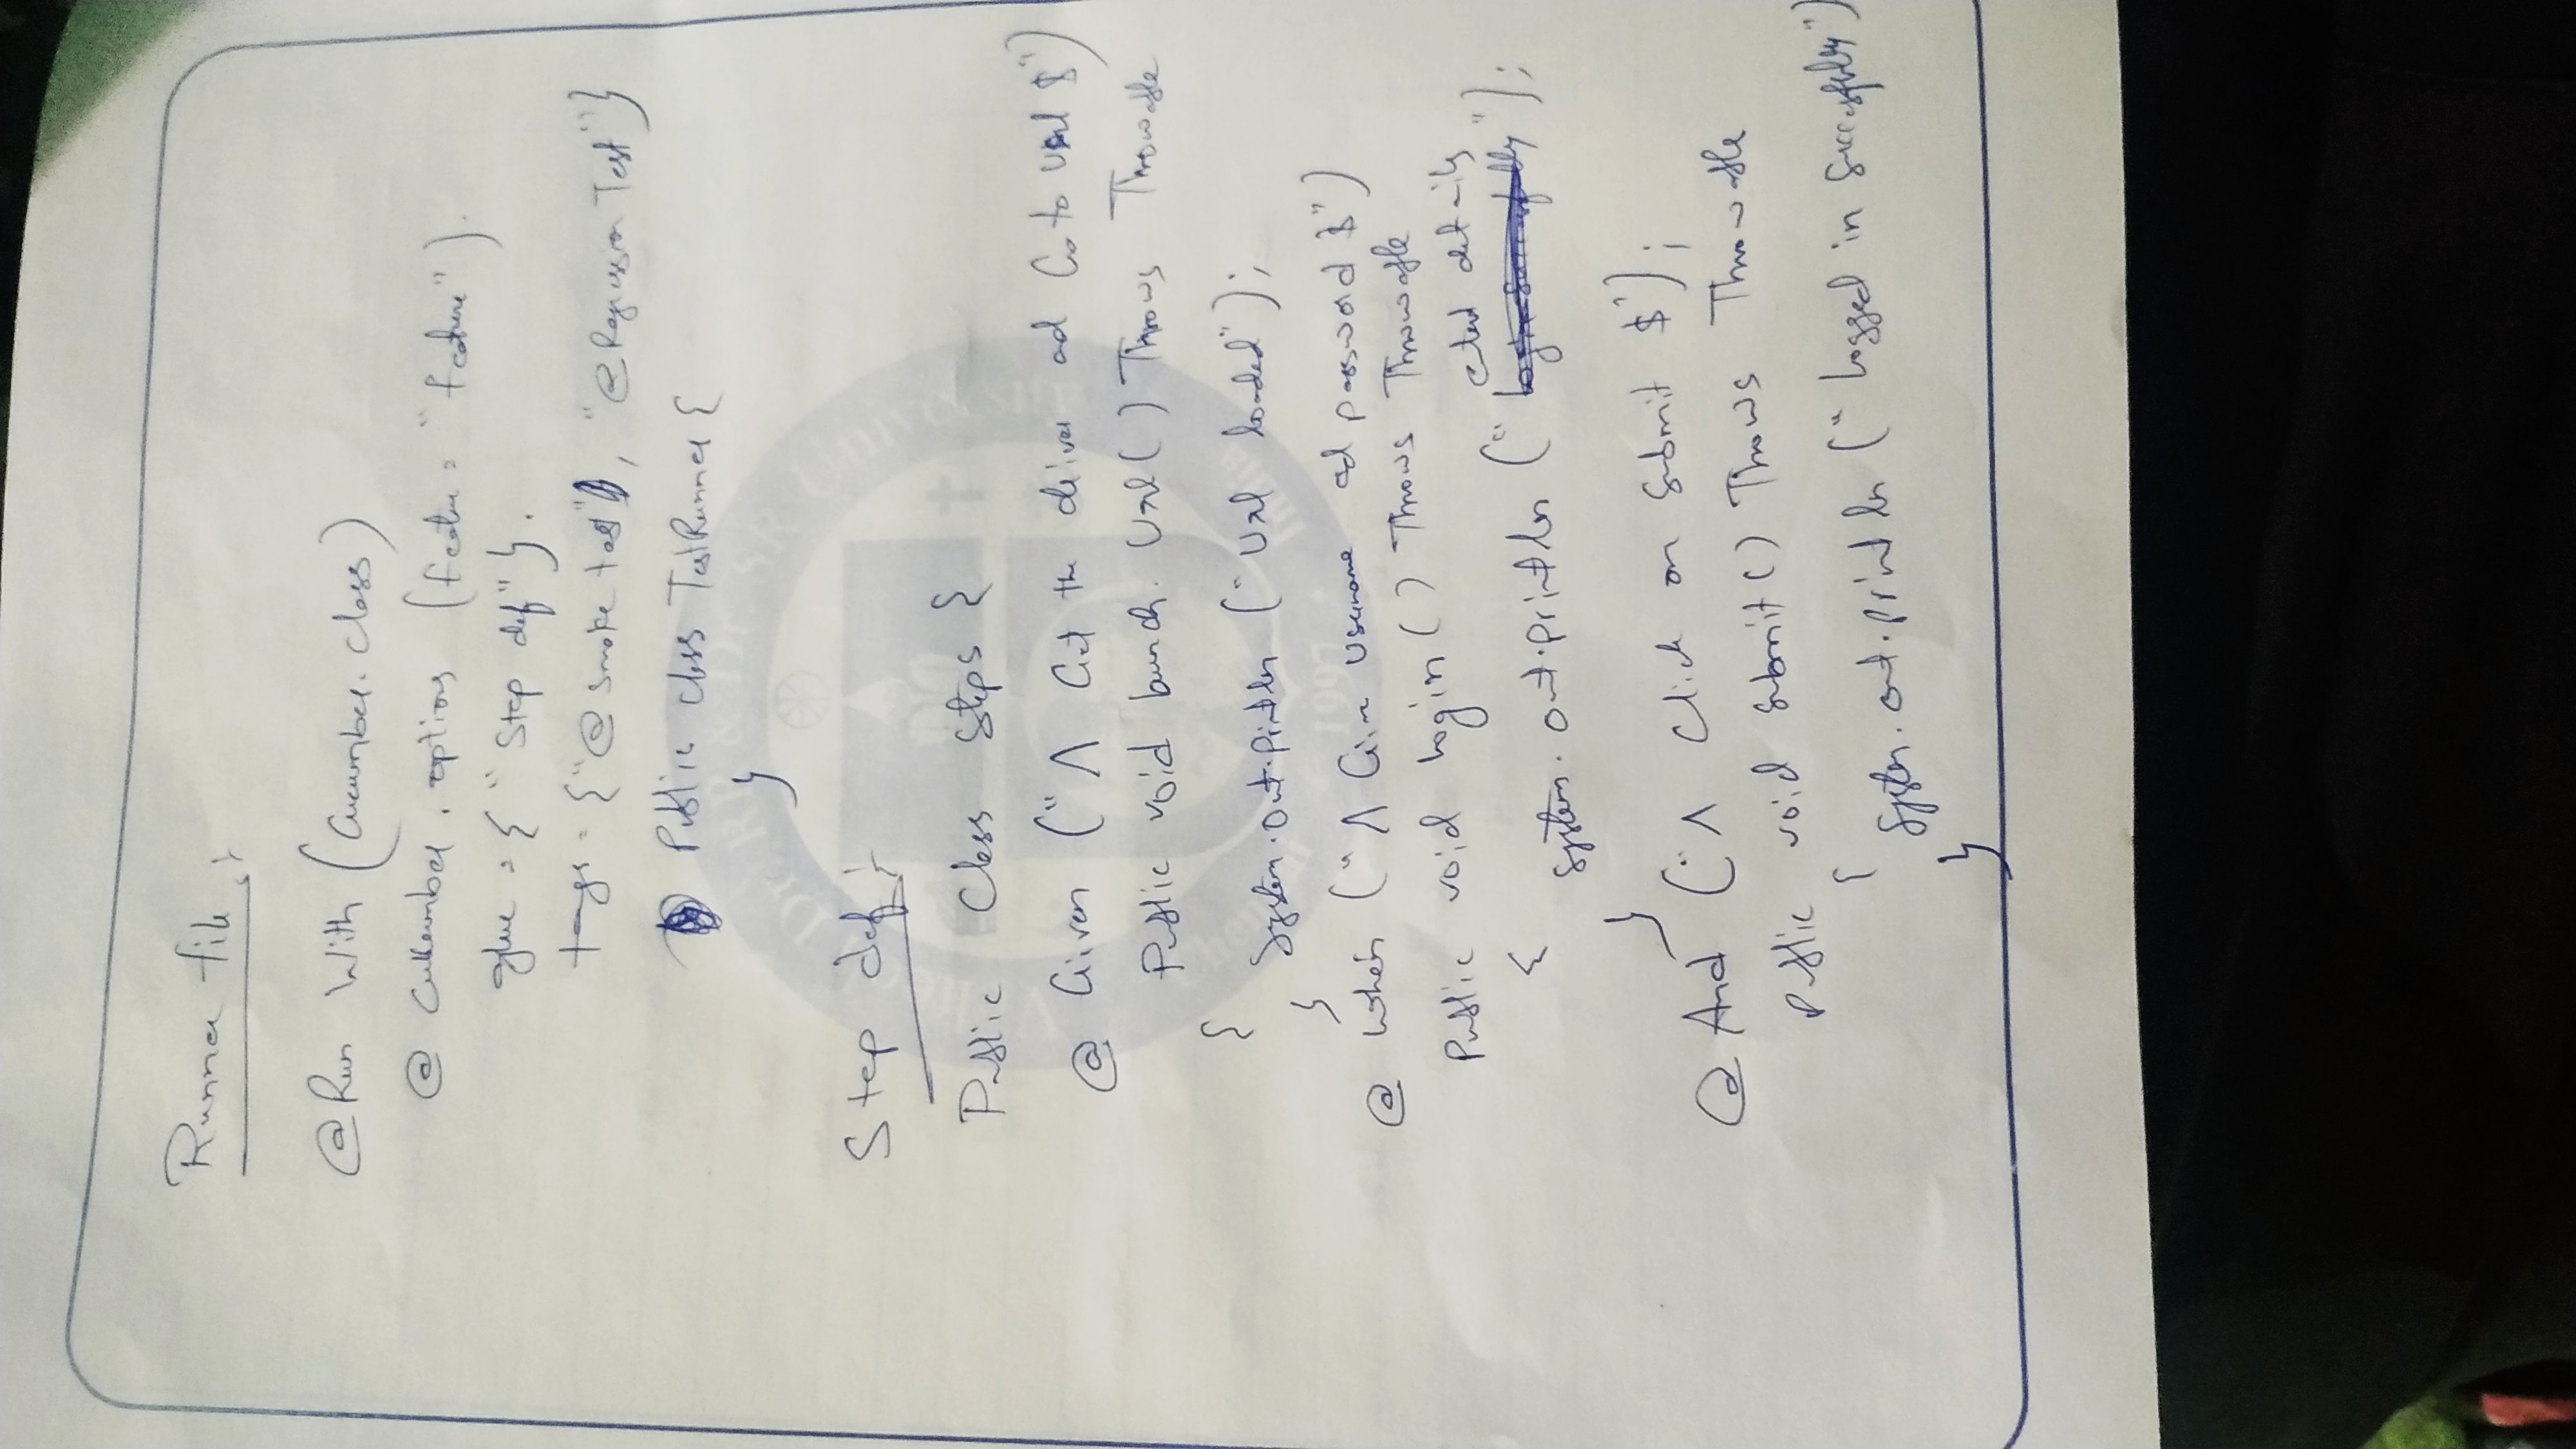 Runner file :
@Run With (Cucumber.class)
@ Cucumber.options (feature = "feature").
glue = { "Step def" }.
tags = { "@ smoke test", "@ Regression Test" }
Public class TestRunner {
}
Step def :
Public Class Steps {
@ Given ("^ Get the driver ad Go to URL $")
Public void launch. URL( ) Throws Throwable
{
System.out.println ("URL loaded");
}
@ When ("^ Give username ad password $")
Public void login ( ) Throws Throwable
{
entered details
System.out.println (" ");
}
@ And ("^ Click on Submit $");
Public void submit ( ) Throws Throwable
{
System.out.println ("Logged in Successfully")
}